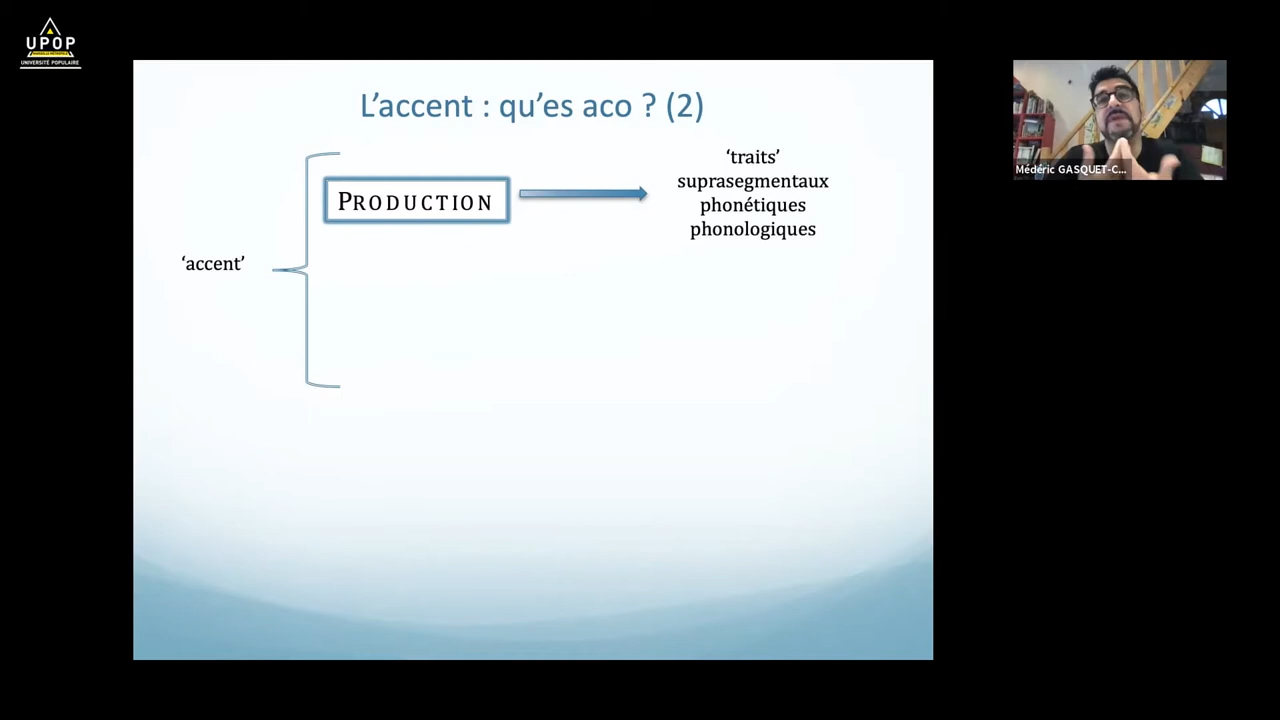 UPOP
UNIVERSITÉ POPULAIRE
L'accent : qu'es aco ? (2)
‘traits’
suprasegmentaux
phonétiques
phonologiques
PRODUCTION
‘accent’
Médéric GASQUET-C...